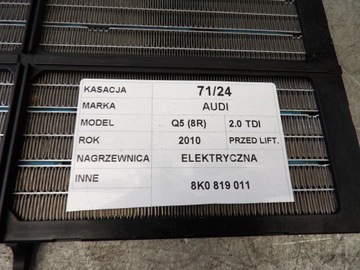 KASACJA 71/24
MARKA AUDI
MODEL Q5 (8R) 2.0 TDI
ROK 2010 PRZED LIFT.
NAGRZEWNICA ELEKTRYCZNA
INNE 8K0 819 011